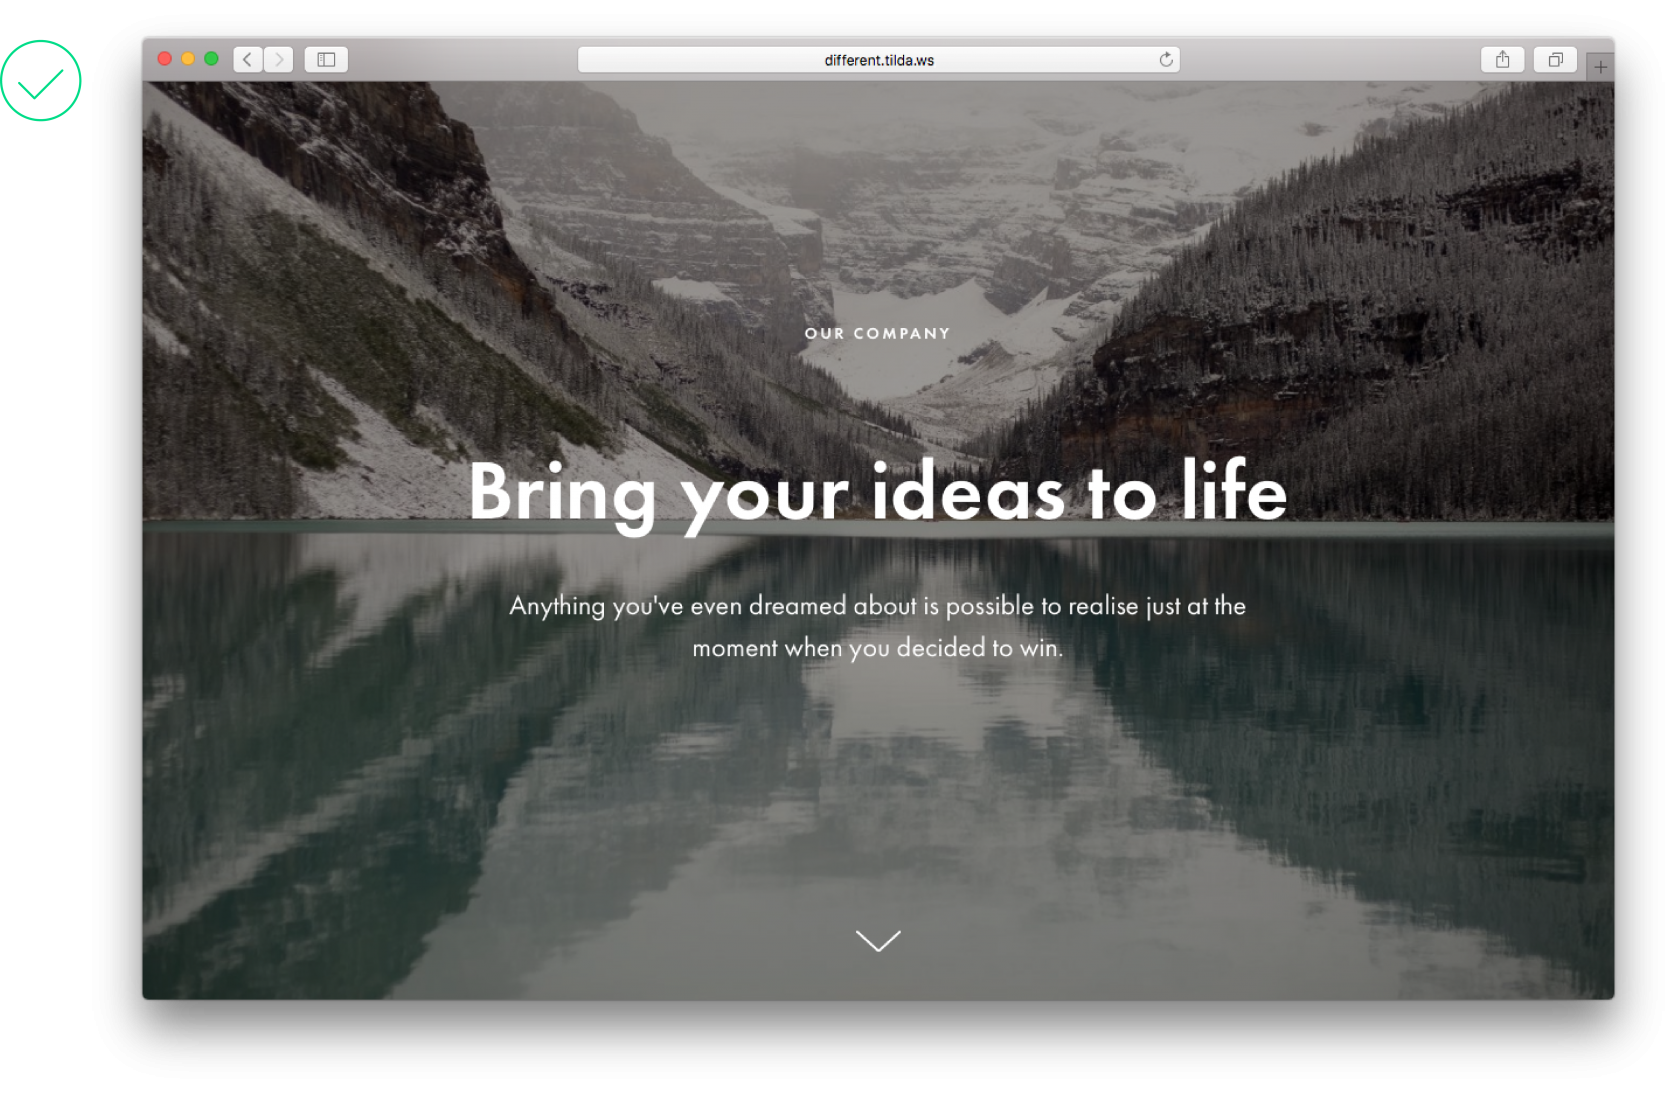 different.tilda.ws
OUR COMPANY
Bring your ideas to life
Anything you've even dreamed about is possible to realise just at the
moment when you decided to win.